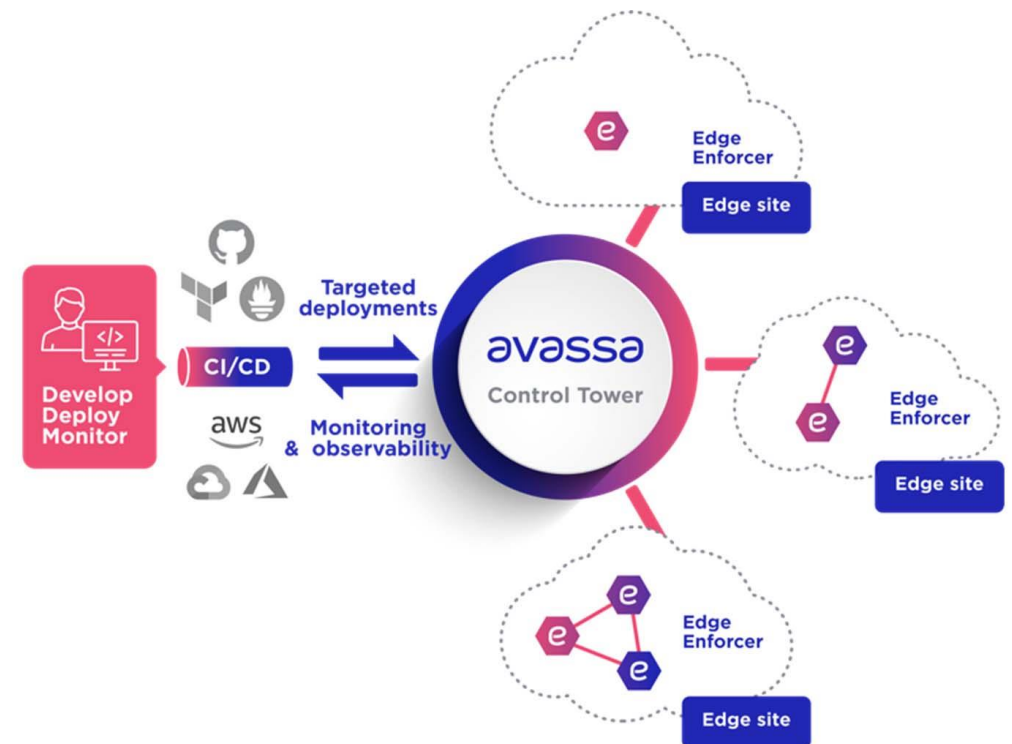 Develop
Deploy
Monitor
</>
CI/CD
aws
Targeted
deployments
Monitoring
& observability
avassa
Control Tower
e
Edge
Enforcer
Edge site
e
e
Edge
Enforcer
Edge site
e
e
e
Edge
Enforcer
Edge site